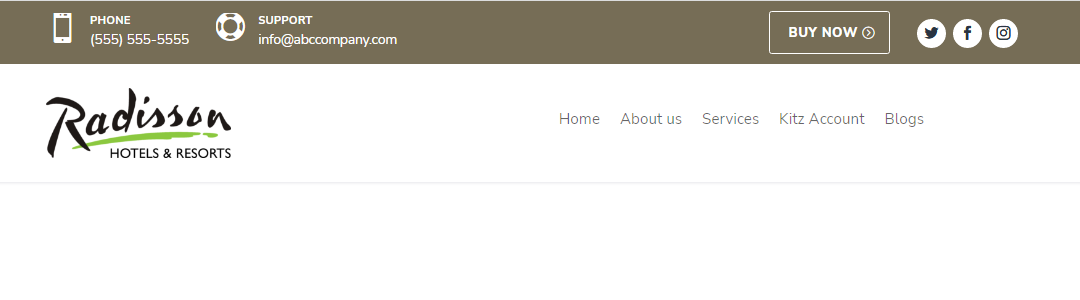 PHONE
(555) 555-5555
SUPPORT
info@abccompany.com
BUY NOW
Radisson
HOTELS & RESORTS
Home About us Services Kitz Account Blogs